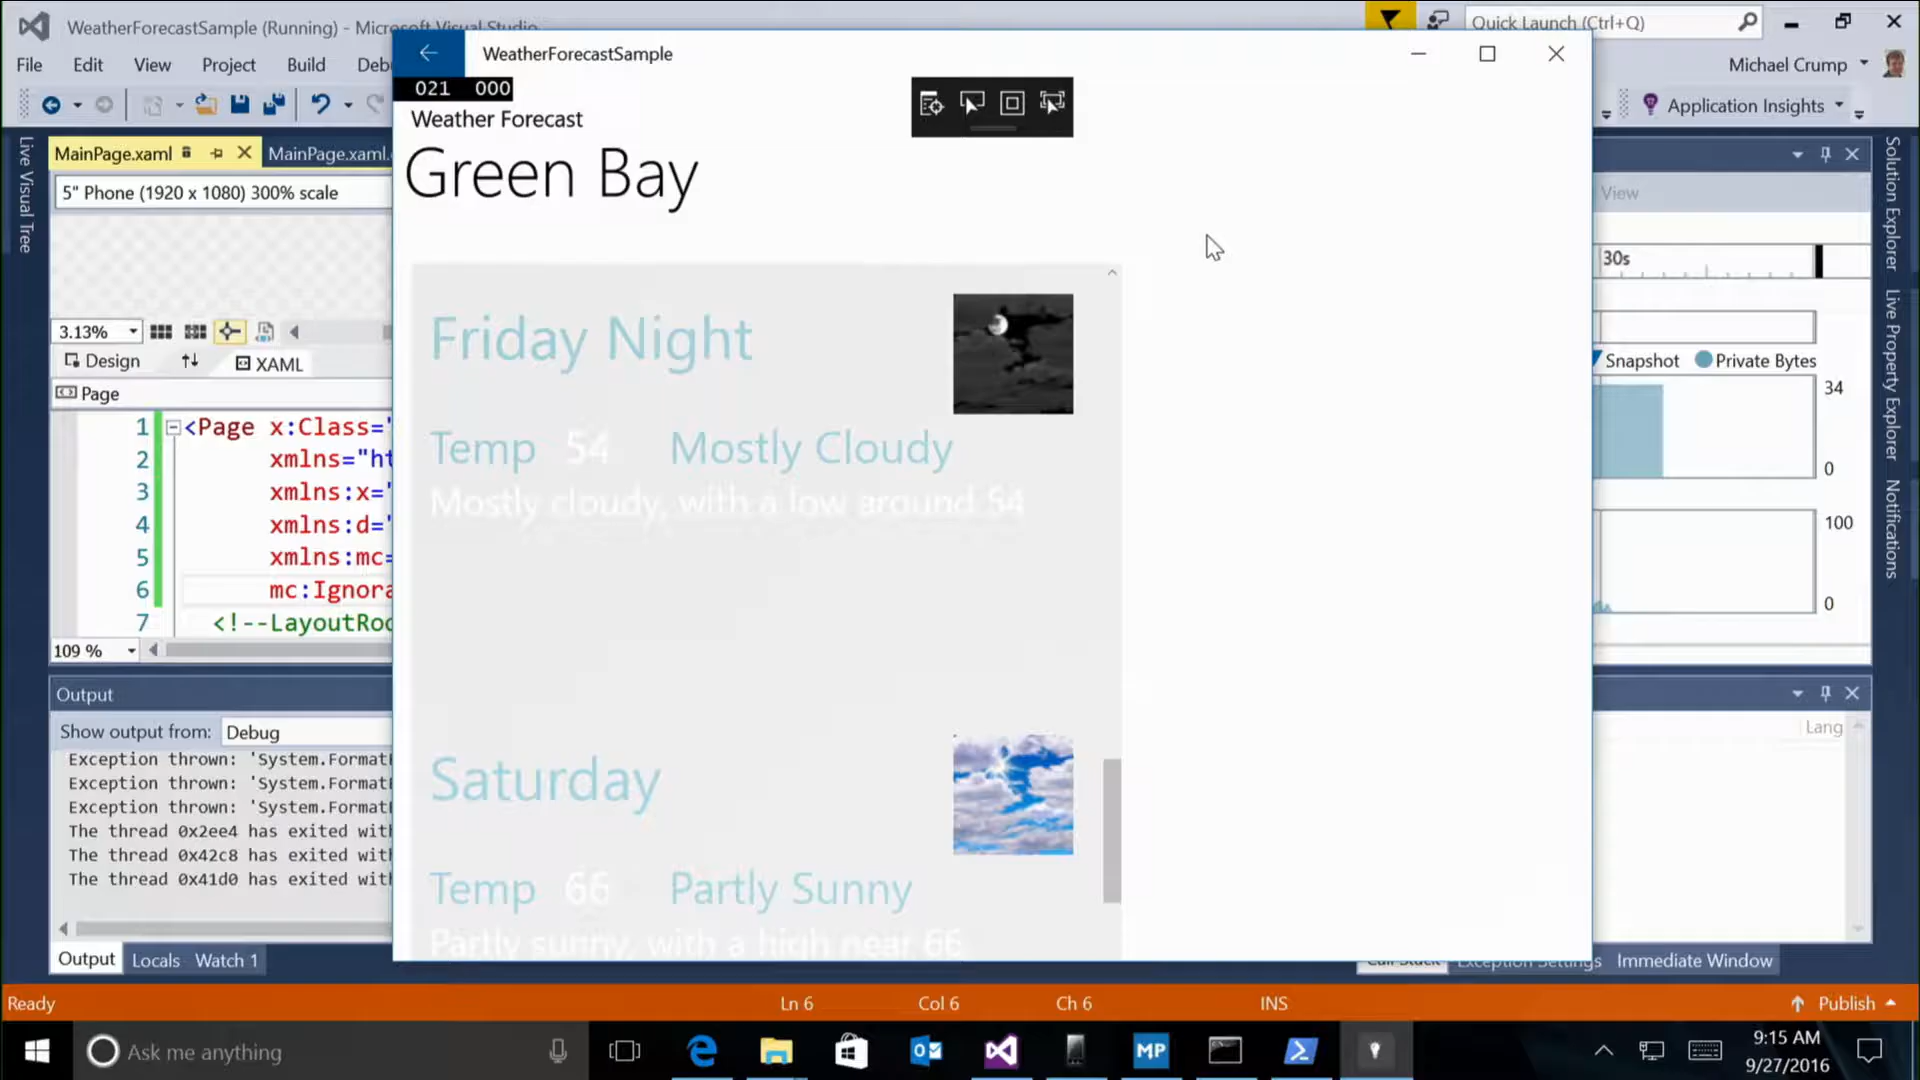 WeatherForecastSample (Running) - Microsoft Visual Studio
Quick Launch (Ctrl+Q)
File Edit View Project Build
Michael Crump
Application Insights
WeatherForecastSample
021 000
Weather Forecast
Green Bay
Friday Night
Temp 54 Mostly Cloudy
Mostly cloudy, with a low around 54
Saturday
Temp 66 Partly Sunny
Partly sunny, with a high near 66
Live Visual Tree
MainPage.xaml
MainPage.xaml.
5" Phone (1920 x 1080) 300% scale
3.13%
Design
XAML
Page
1 <Page x:Class=
2 xmlns="ht
3 xmlns:x=
4 xmlns:d=
5 xmlns:mc=
6 mc:Ignora
7 <!--LayoutRoo
109 %
Output
Show output from: Debug
Exception thrown: 'System.Format
Exception thrown: 'System.Format
Exception thrown: 'System.Format
The thread 0x2ee4 has exited wit
The thread 0x42c8 has exited wit
The thread 0x41d0 has exited wit
Output Locals Watch 1
View
30s
Snapshot Private Bytes
34
0
100
0
Lang
Call Stack Exception Settings Immediate Window
Solution Explorer
Live Property Explorer
Notifications
Ready Ln 6 Col 6 Ch 6 INS Publish
Ask me anything
MP
9:15 AM
9/27/2016